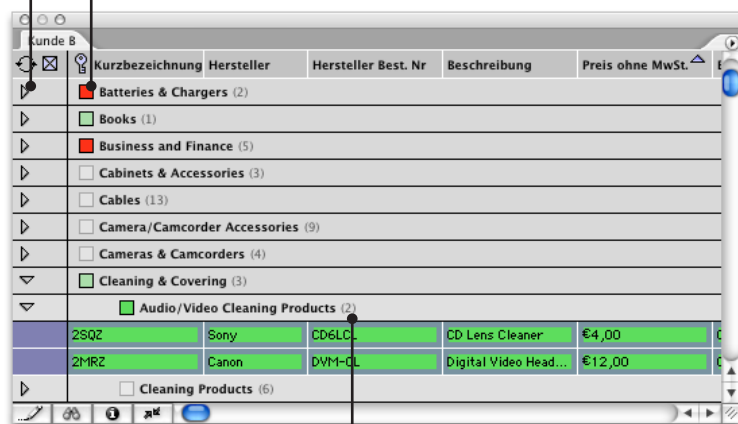 Kunde B
Kurzbezeichnung Hersteller Hersteller Best. Nr Beschreibung Preis ohne MwSt.
Batteries & Chargers (2)
Books (1)
Business and Finance (5)
Cabinets & Accessories (3)
Cables (13)
Camera/Camcorder Accessories (9)
Cameras & Camcorders (4)
Cleaning & Covering (3)
Audio/Video Cleaning Products (2)
2SQZ Sony CD6LCL CD Lens Cleaner €4,00
2MRZ Canon DVM-CL Digital Video Head... €12,00
Cleaning Products (6)